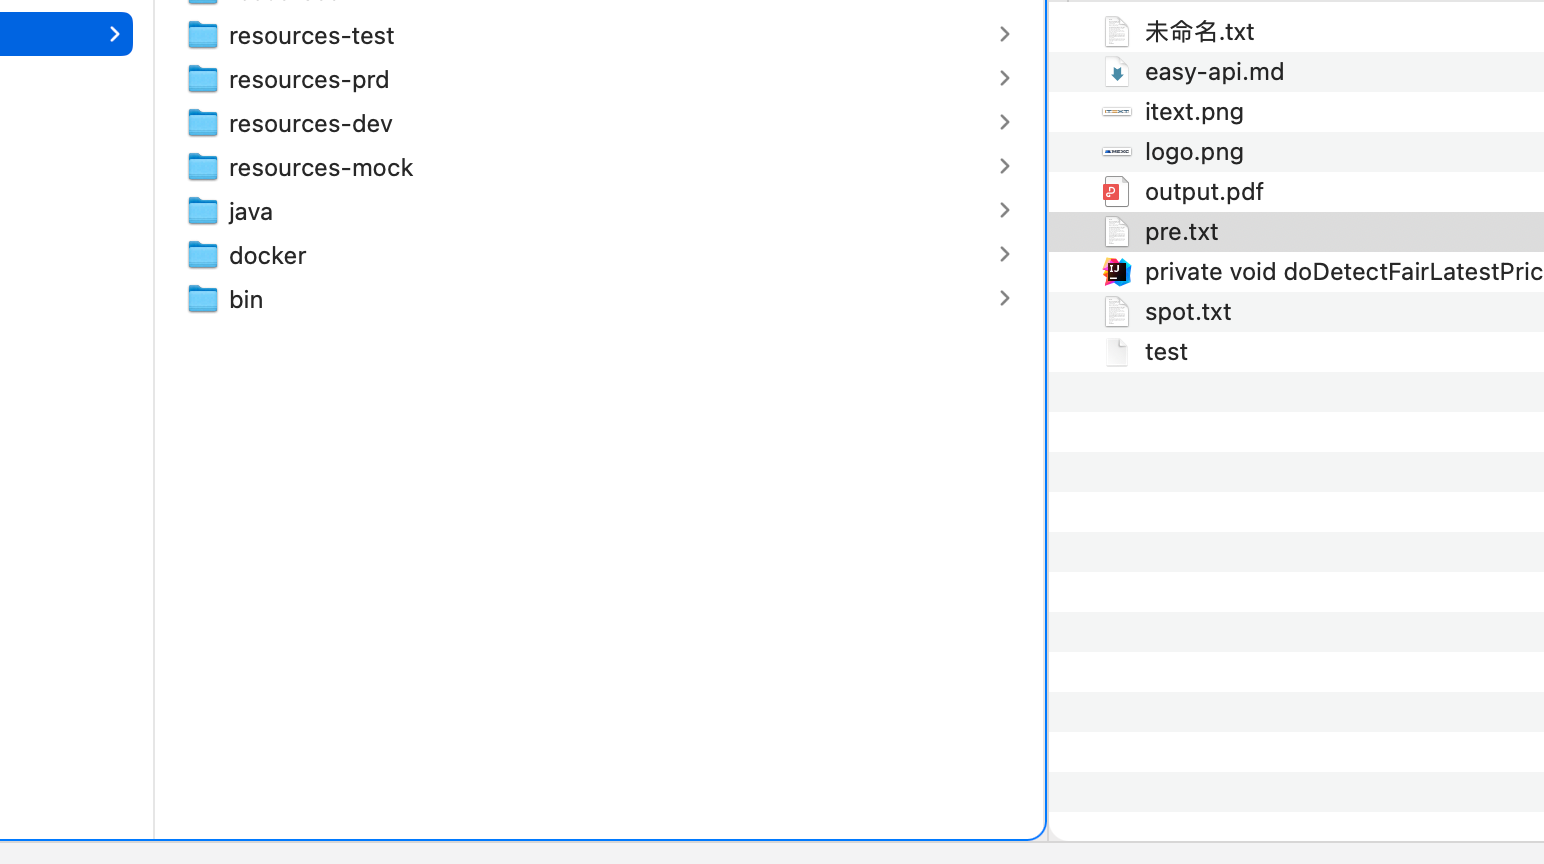 resources-test
resources-prd
resources-dev
resources-mock
java
docker
bin
未命名.txt
easy-api.md
itext.png
logo.png
output.pdf
pre.txt
private void doDetectFairLatestPric
spot.txt
test